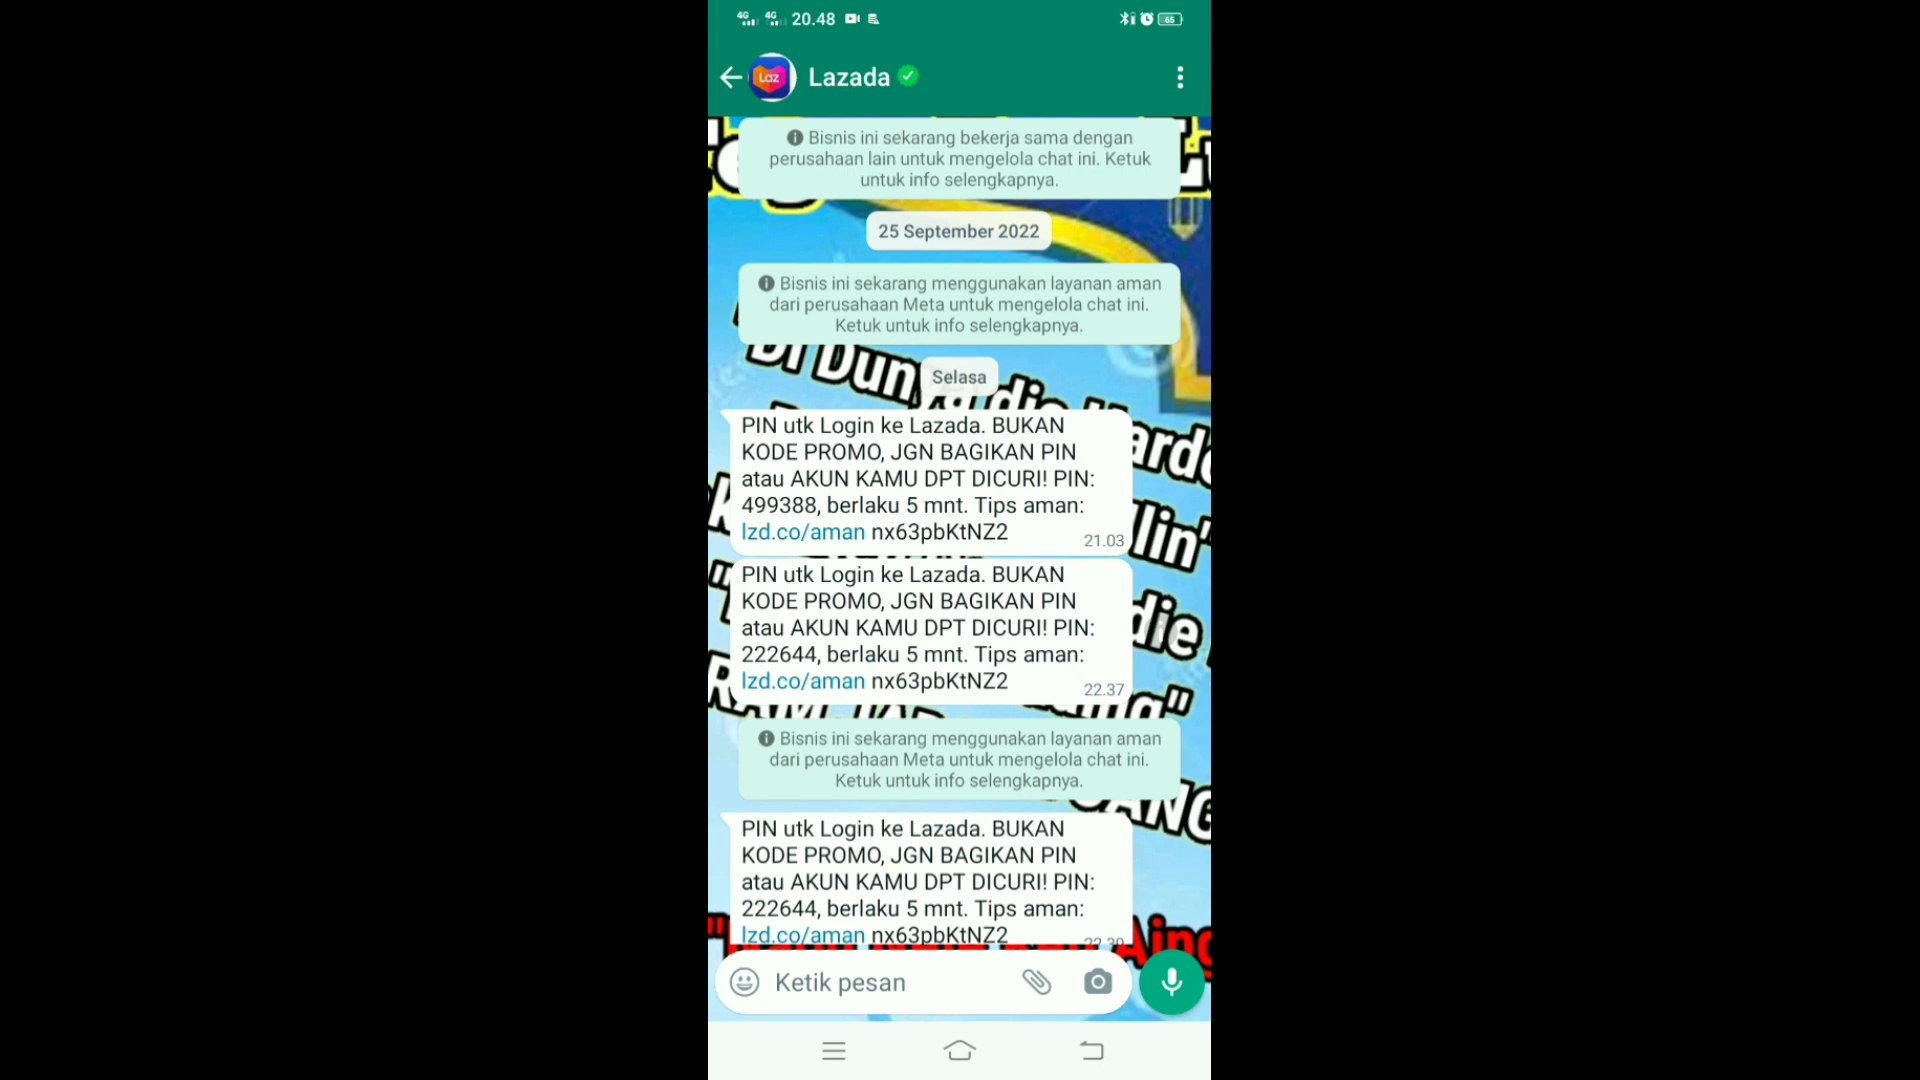 4G 4G 20.48 65
Laz Lazada
Bisnis ini sekarang bekerja sama dengan
perusahaan lain untuk mengelola chat ini. Ketuk
untuk info selengkapnya.
25 September 2022
Bisnis ini sekarang menggunakan layanan aman
dari perusahaan Meta untuk mengelola chat ini.
Ketuk untuk info selengkapnya.
Selasa
PIN utk Login ke Lazada. BUKAN
KODE PROMO, JGN BAGIKAN PIN
atau AKUN KAMU DPT DICURI! PIN:
499388, berlaku 5 mnt. Tips aman:
lzd.co/aman nx63pbKtNZ2
21.03
PIN utk Login ke Lazada. BUKAN
KODE PROMO, JGN BAGIKAN PIN
atau AKUN KAMU DPT DICURI! PIN:
222644, berlaku 5 mnt. Tips aman:
lzd.co/aman nx63pbKtNZ2
22.37
Bisnis ini sekarang menggunakan layanan aman
dari perusahaan Meta untuk mengelola chat ini.
Ketuk untuk info selengkapnya.
PIN utk Login ke Lazada. BUKAN
KODE PROMO, JGN BAGIKAN PIN
atau AKUN KAMU DPT DICURI! PIN:
222644, berlaku 5 mnt. Tips aman:
lzd.co/aman nx63pbKtNZ2
Ketik pesan